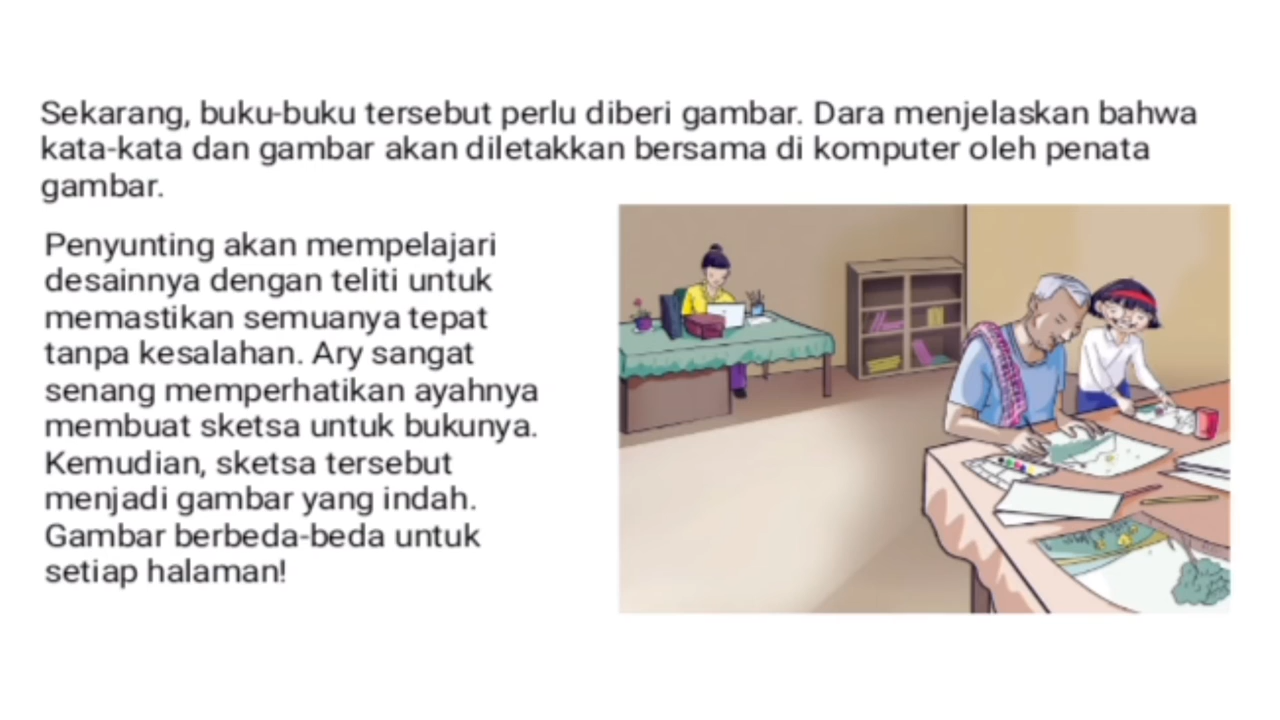 Sekarang, buku-buku tersebut perlu diberi gambar. Dara menjelaskan bahwa
kata-kata dan gambar akan diletakkan bersama di komputer oleh penata
gambar.
Penyunting akan mempelajari
desainnya dengan teliti untuk
memastikan semuanya tepat
tanpa kesalahan. Ary sangat
senang memperhatikan ayahnya
membuat sketsa untuk bukunya.
Kemudian, sketsa tersebut
menjadi gambar yang indah.
Gambar berbeda-beda untuk
setiap halaman!